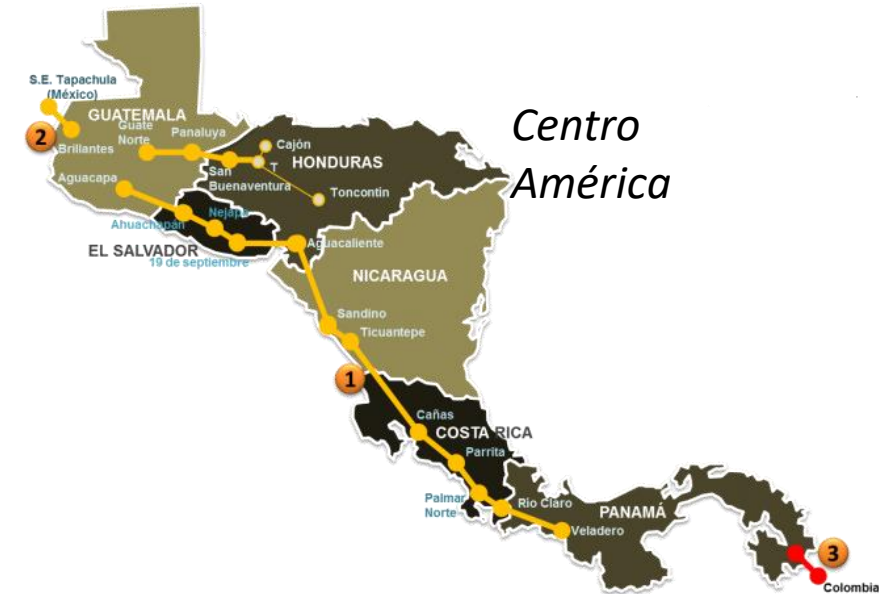 Centro
América
S.E. Tapachula
(México)
GUATEMALA
2
Guate
Norte
Panaluya
Brillantes
Cajón
T
HONDURAS
San
Buenaventura
Aguacapa
Toncontin
Nejapa
Ahuachapán
EL SALVADOR
19 de septiembre
Aguacaliente
NICARAGUA
Sandino
Ticuantepe
1
Cañas
COSTA RICA
Parrita
Palmar
Norte
Rio Claro
PANAMÁ
Veladero
3
Colombia